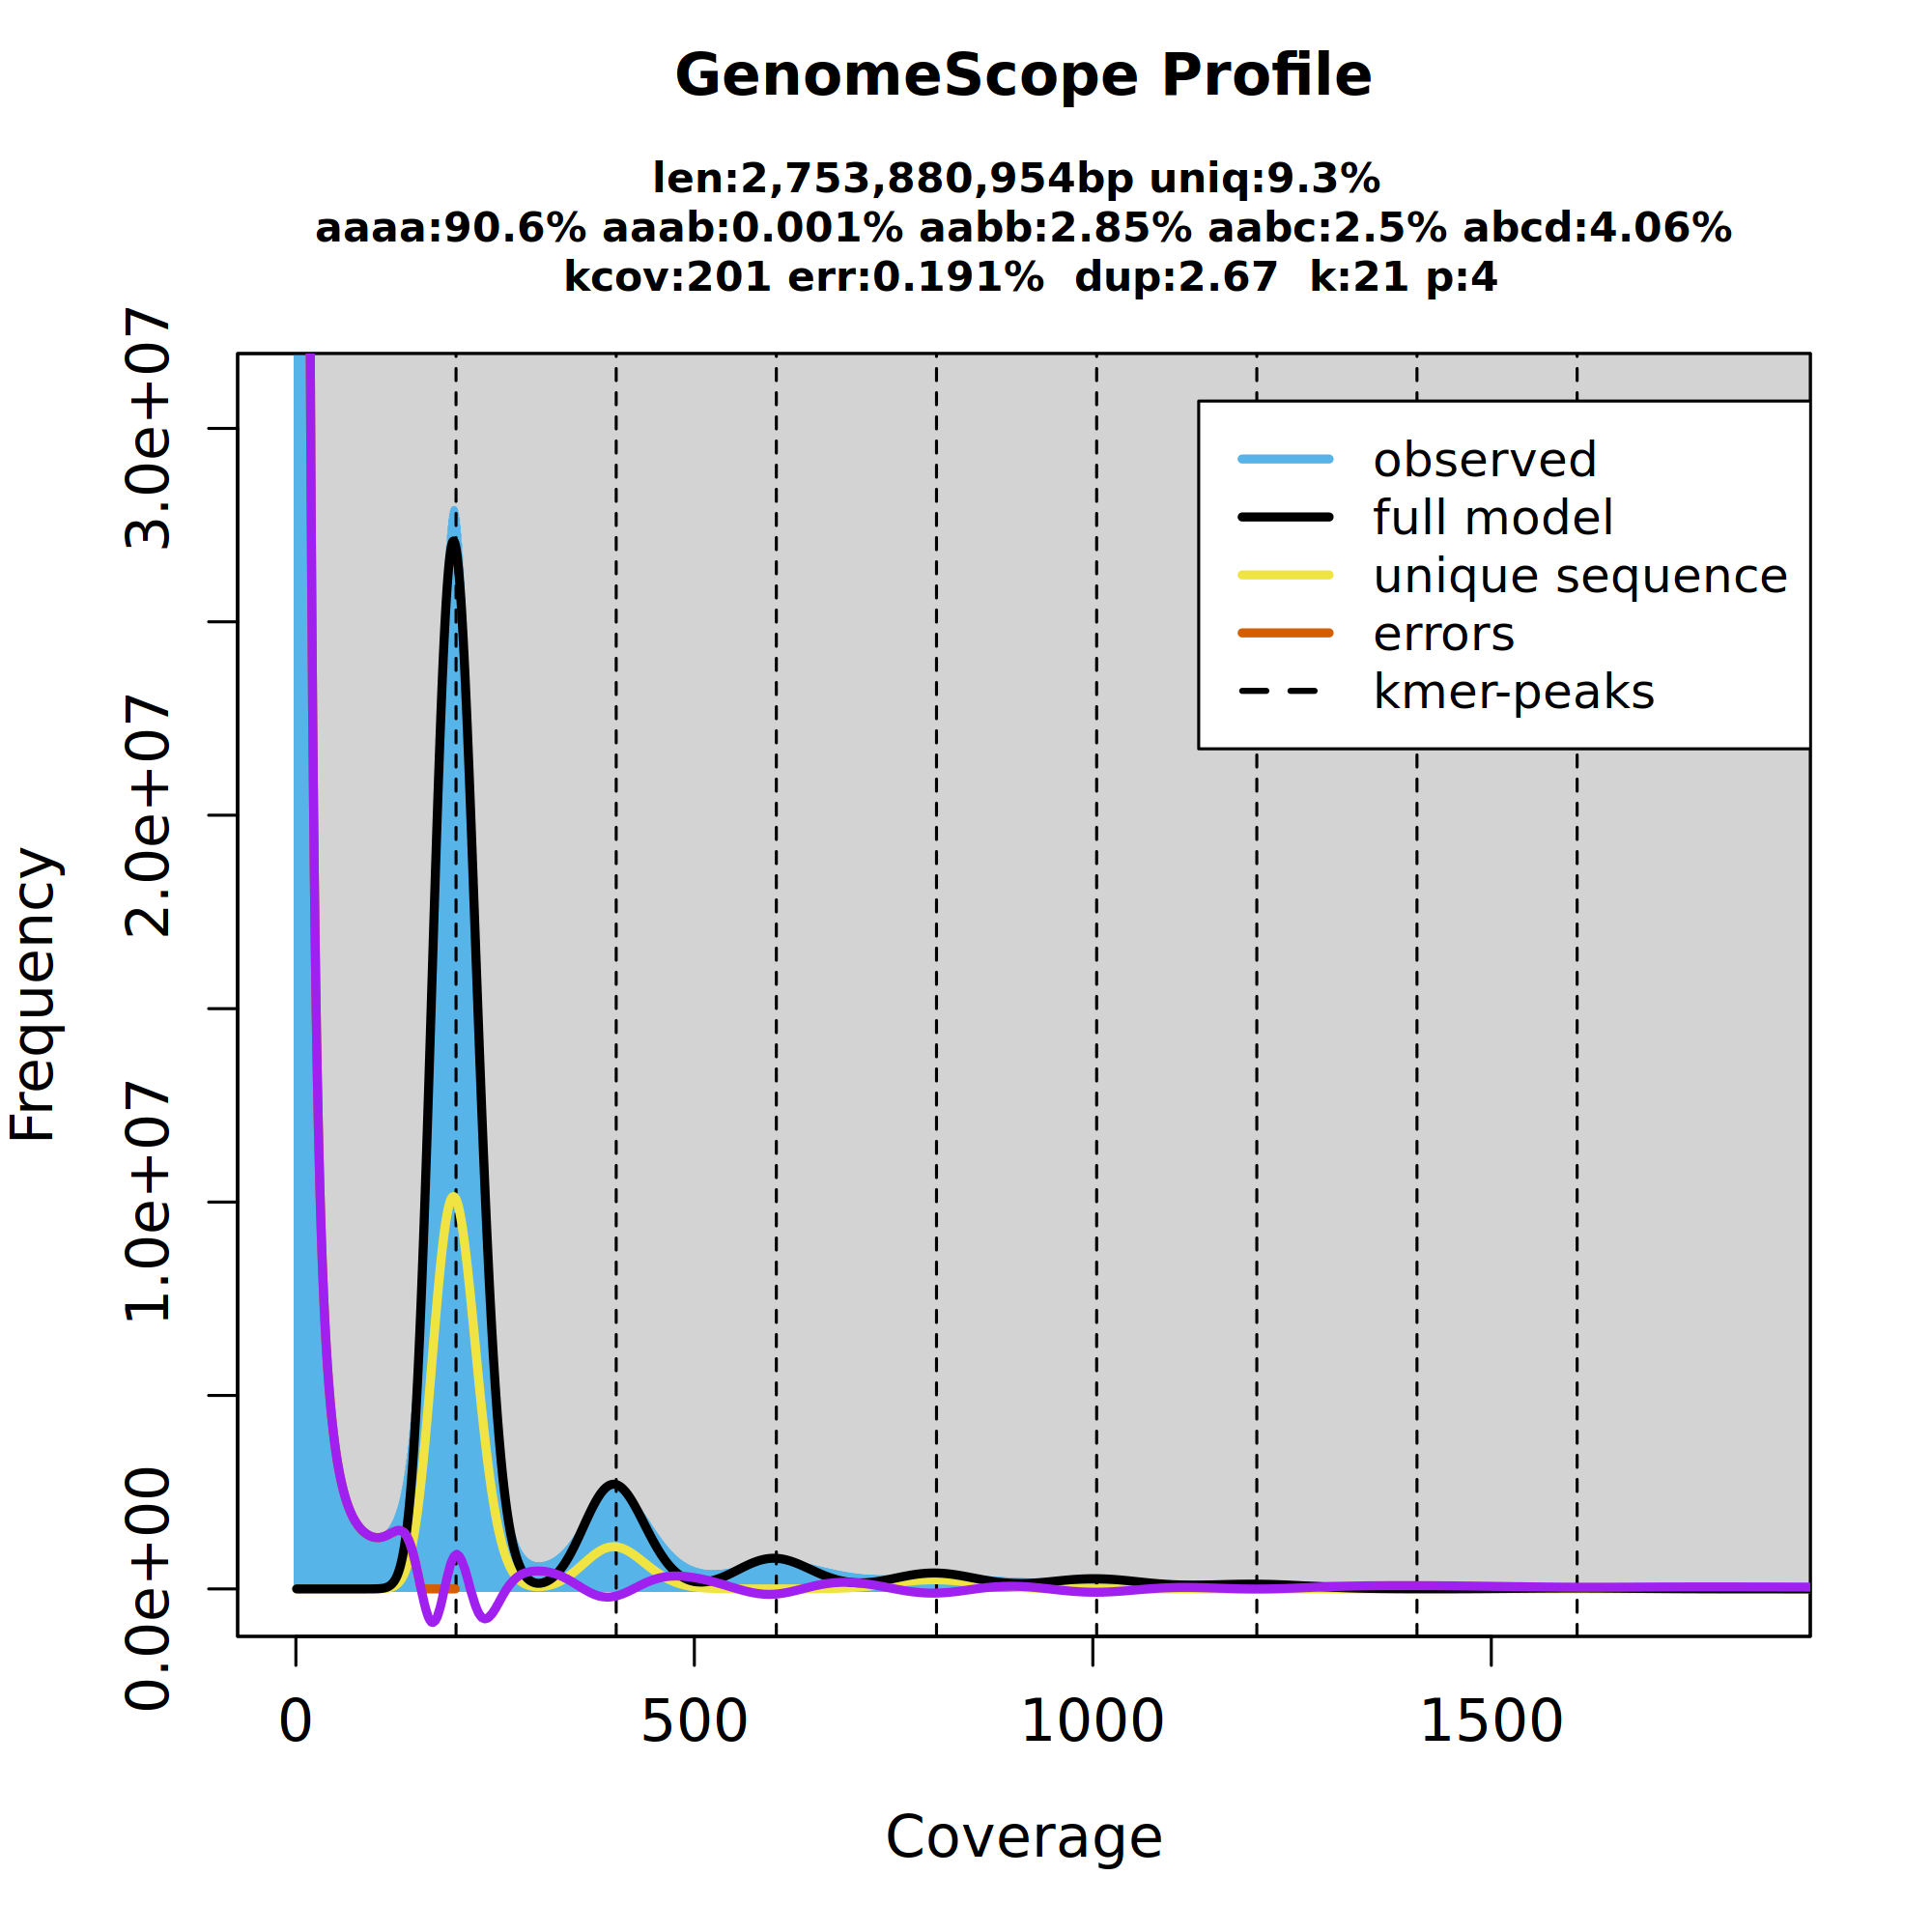 GenomeScope Profile
len:2,753,880,954bp uniq:9.3%
aaaa:90.6% aaab:0.001% aabb:2.85% aabc:2.5% abcd:4.06%
kcov:201 err:0.191% dup:2.67 k:21 p:4
observed
full model
unique sequence
errors
kmer-peaks
Frequency
3.0e+07
2.0e+07
1.0e+07
0.0e+00
0 500 1000 1500
Coverage